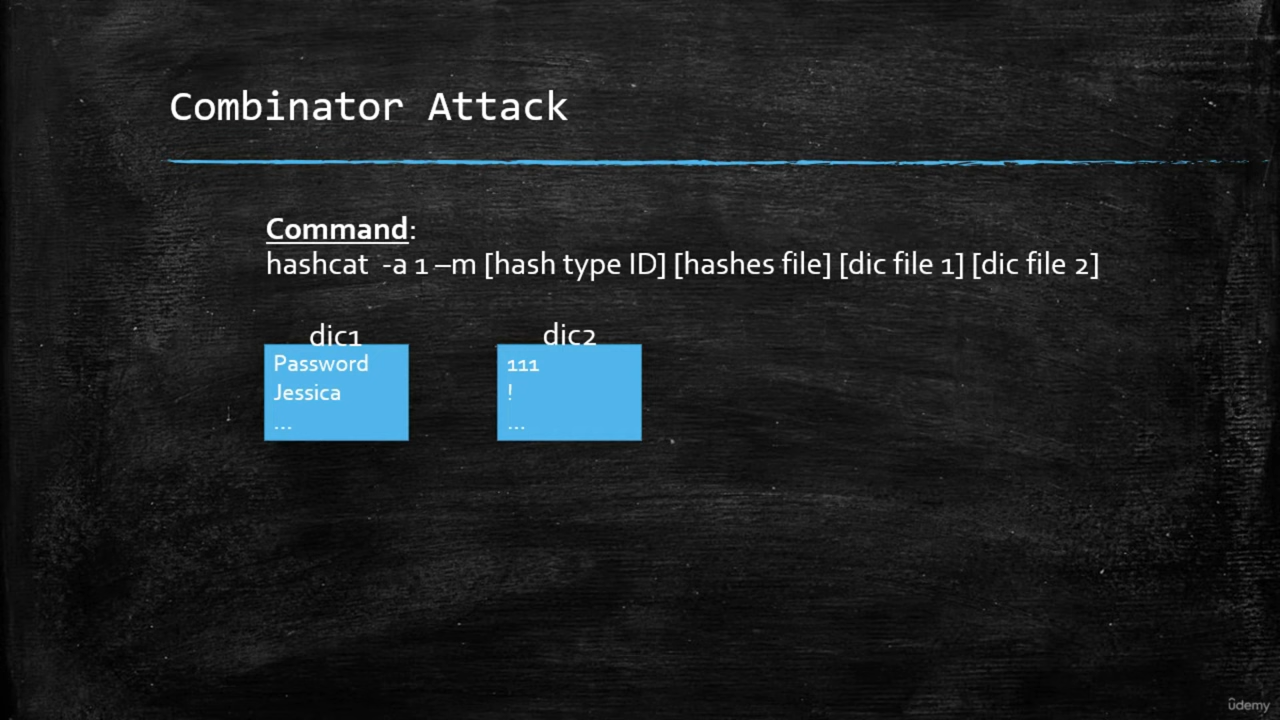 Combinator Attack
Command:
hashcat  -a 1 –m [hash type ID] [hashes file] [dic file 1] [dic file 2]
dic1
dic2
Password
Jessica
...
111
!
...
ûdemy